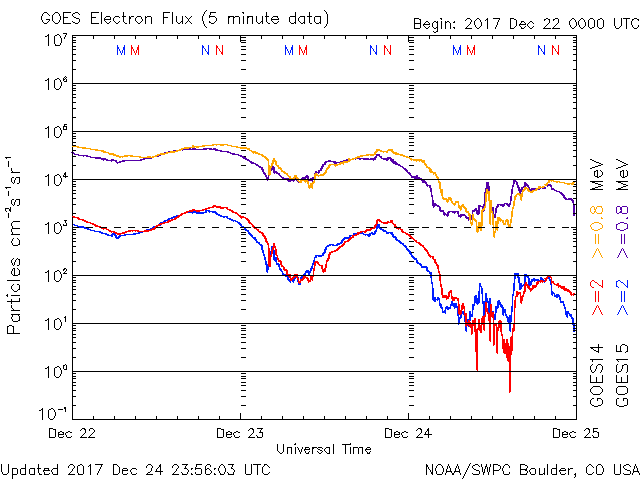 GOES Electron Flux (5 minute data)
Begin: 2017 Dec 22 0000 UTC
M M N N M M N N M M N N
10⁷
10⁶
10⁵
10⁴
10³
10²
10¹
10⁰
10⁻¹
Particles cm⁻²s⁻¹sr⁻¹
GOES14 >=2 >=0.8 MeV
GOES15 >=2 >=0.8 MeV
Dec 22 Dec 23 Dec 24 Dec 25
Universal Time
Updated 2017 Dec 24 23:56:03 UTC
NOAA/SWPC Boulder, CO USA